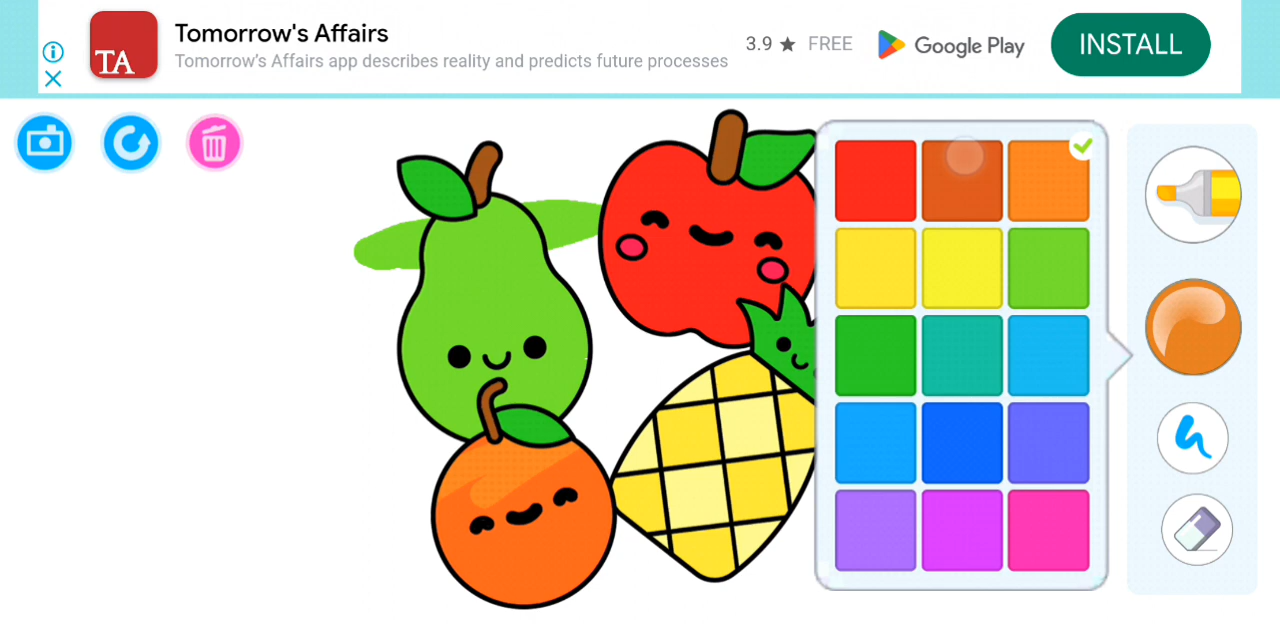 TA
Tomorrow's Affairs
Tomorrow's Affairs app describes reality and predicts future processes
3.9 ★ FREE
Google Play
INSTALL